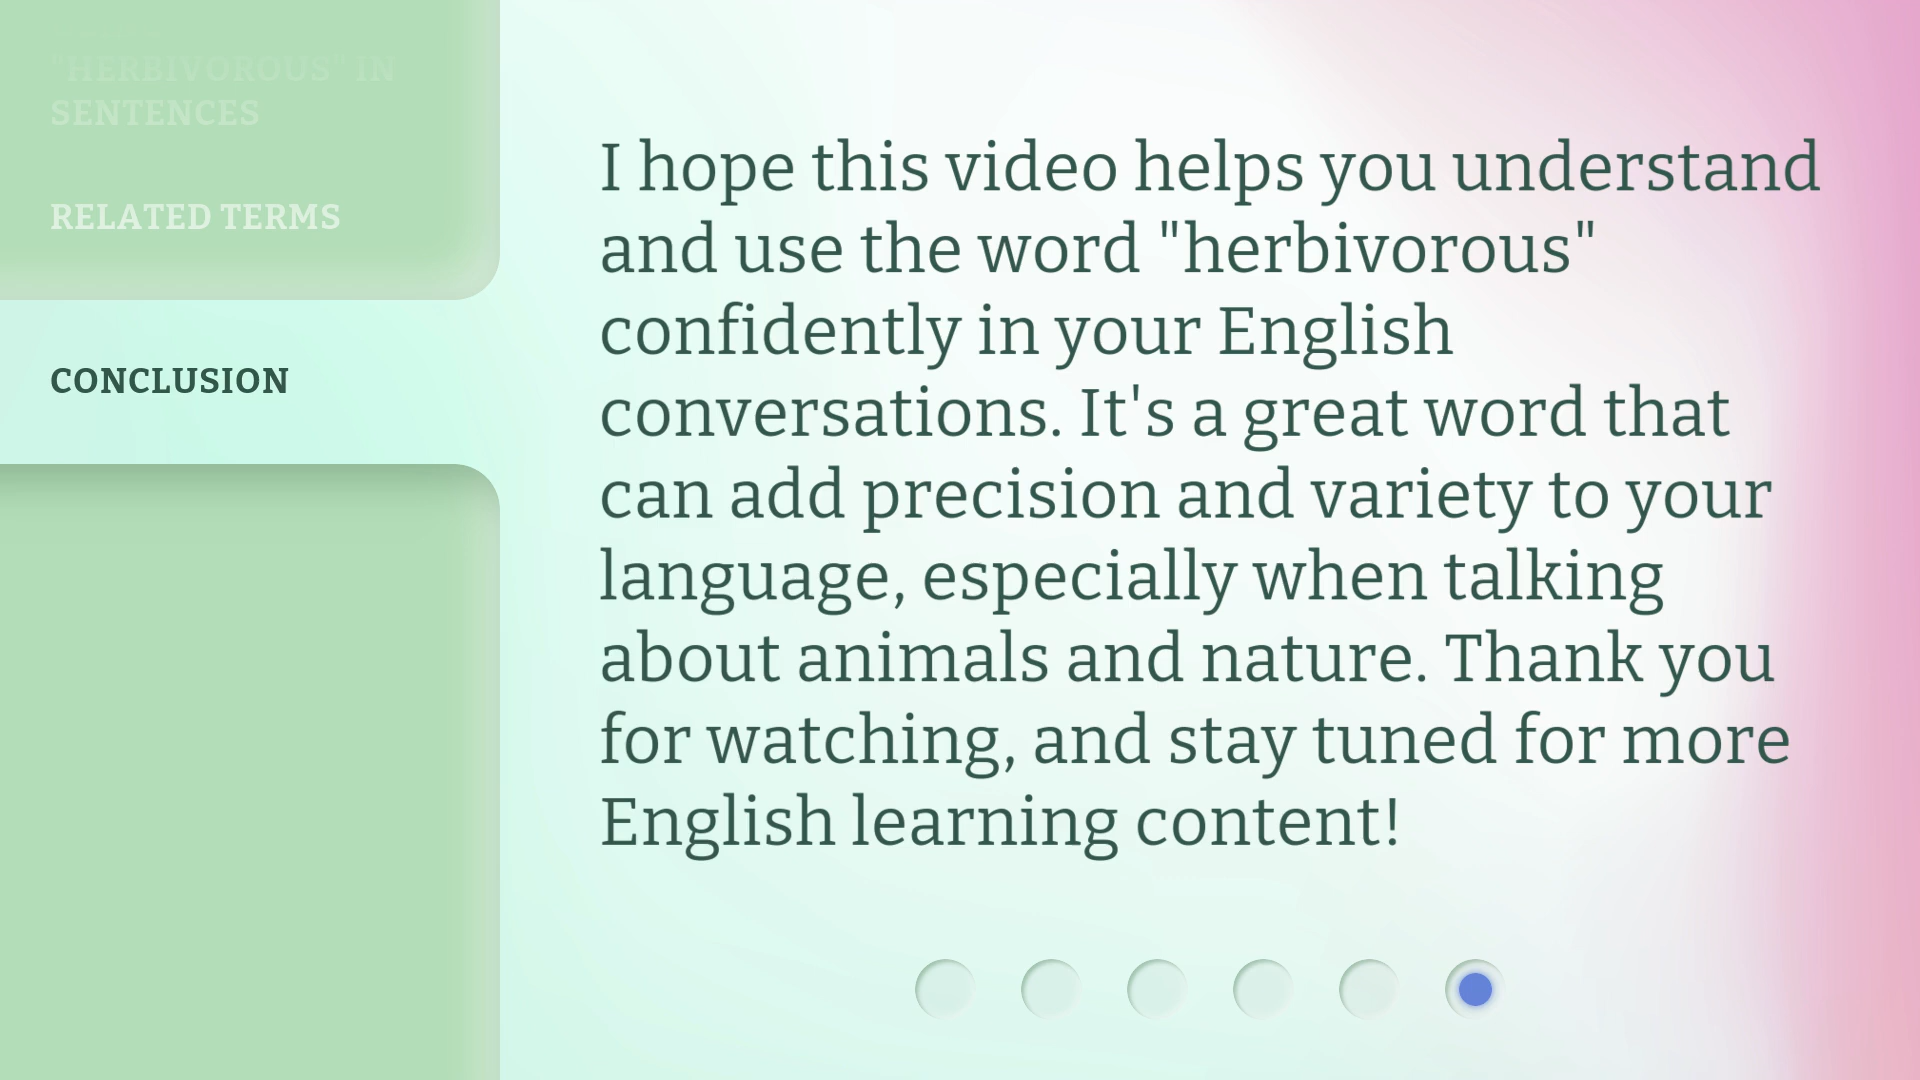 "HERBIVOROUS" IN
SENTENCES
RELATED TERMS
CONCLUSION
I hope this video helps you understand
and use the word "herbivorous"
confidently in your English
conversations. It's a great word that
can add precision and variety to your
language, especially when talking
about animals and nature. Thank you
for watching, and stay tuned for more
English learning content!